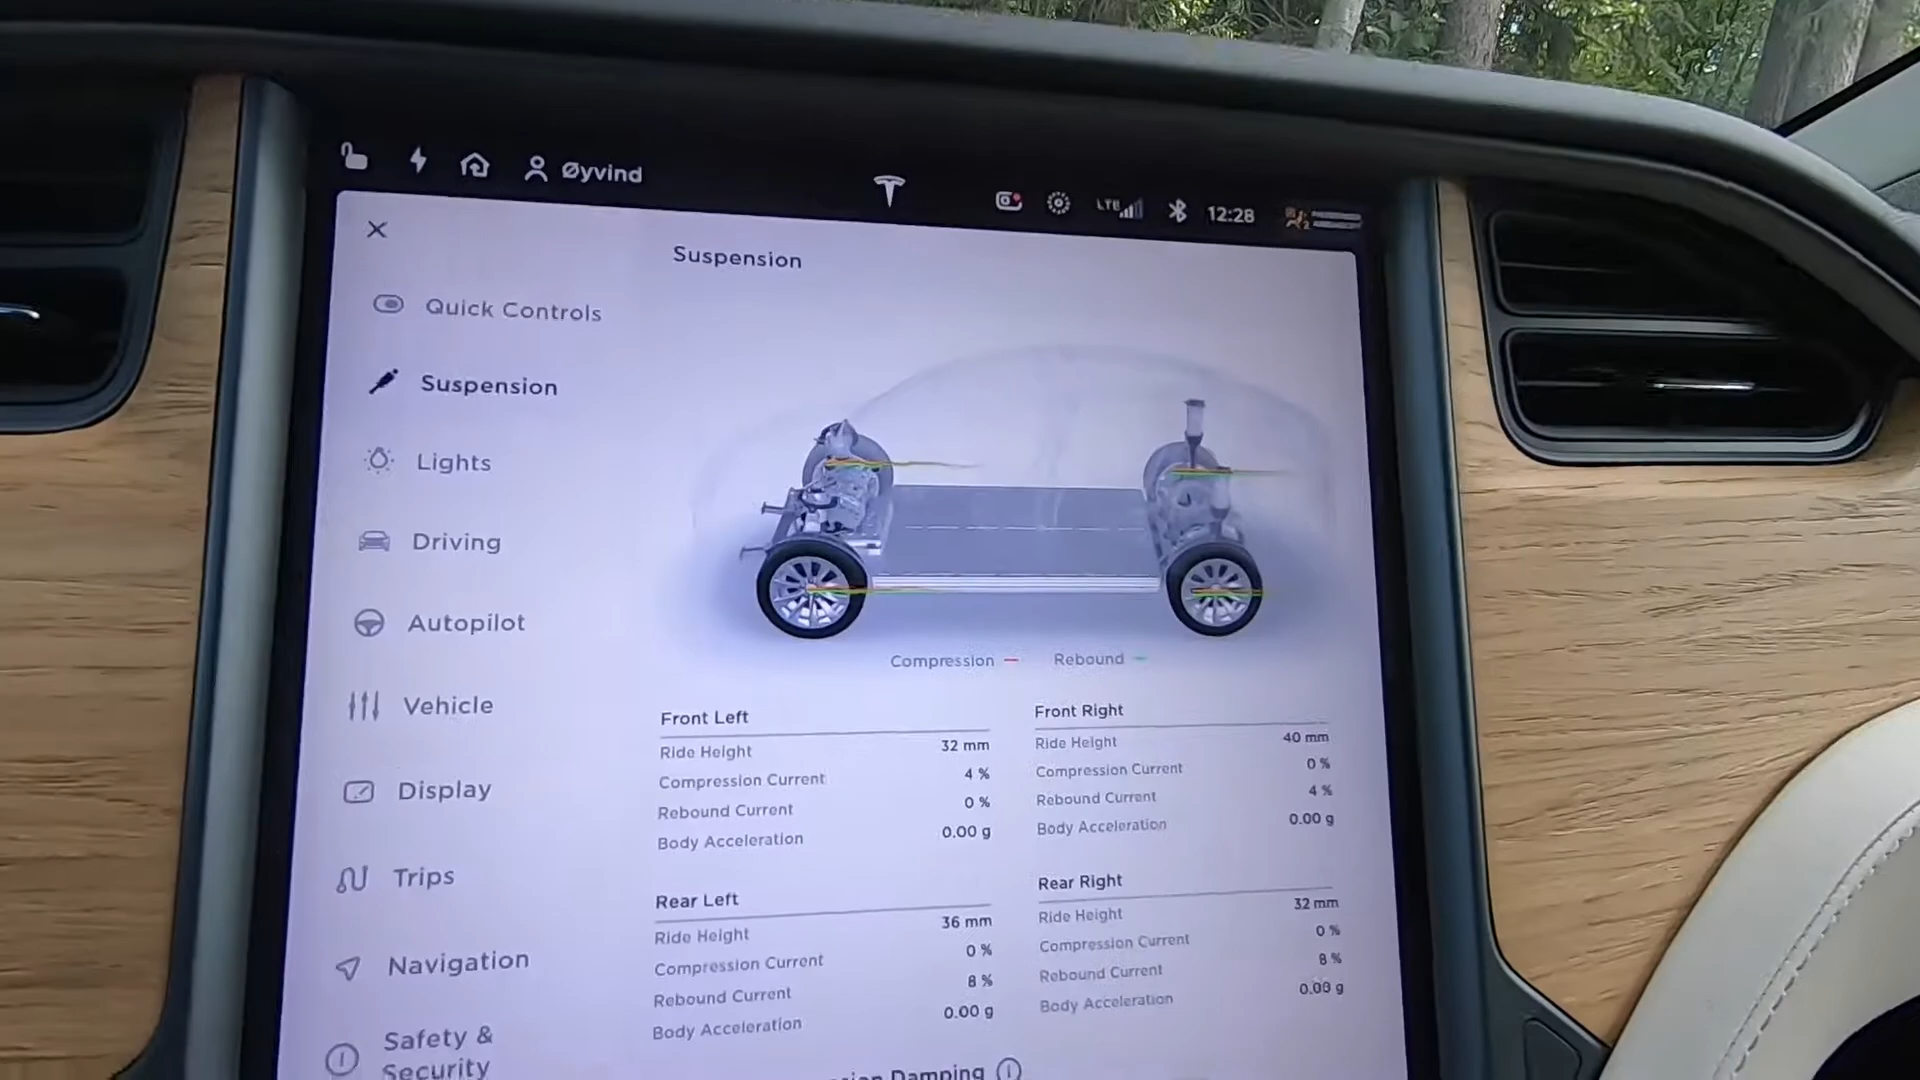 Øyvind
LTE
12:28
Suspension
Quick Controls
Suspension
Lights
Driving
Autopilot
Vehicle
Display
Trips
Navigation
Safety &
Security
Compression
Rebound
Front Left
Ride Height 32 mm
Compression Current 4 %
Rebound Current 0 %
Body Acceleration 0.00 g
Front Right
Ride Height 40 mm
Compression Current 0 %
Rebound Current 4 %
Body Acceleration 0.00 g
Rear Left
Ride Height 36 mm
Compression Current 0 %
Rebound Current 8 %
Body Acceleration 0.00 g
Rear Right
Ride Height 32 mm
Compression Current 0 %
Rebound Current 8 %
Body Acceleration 0.00 g
Damping